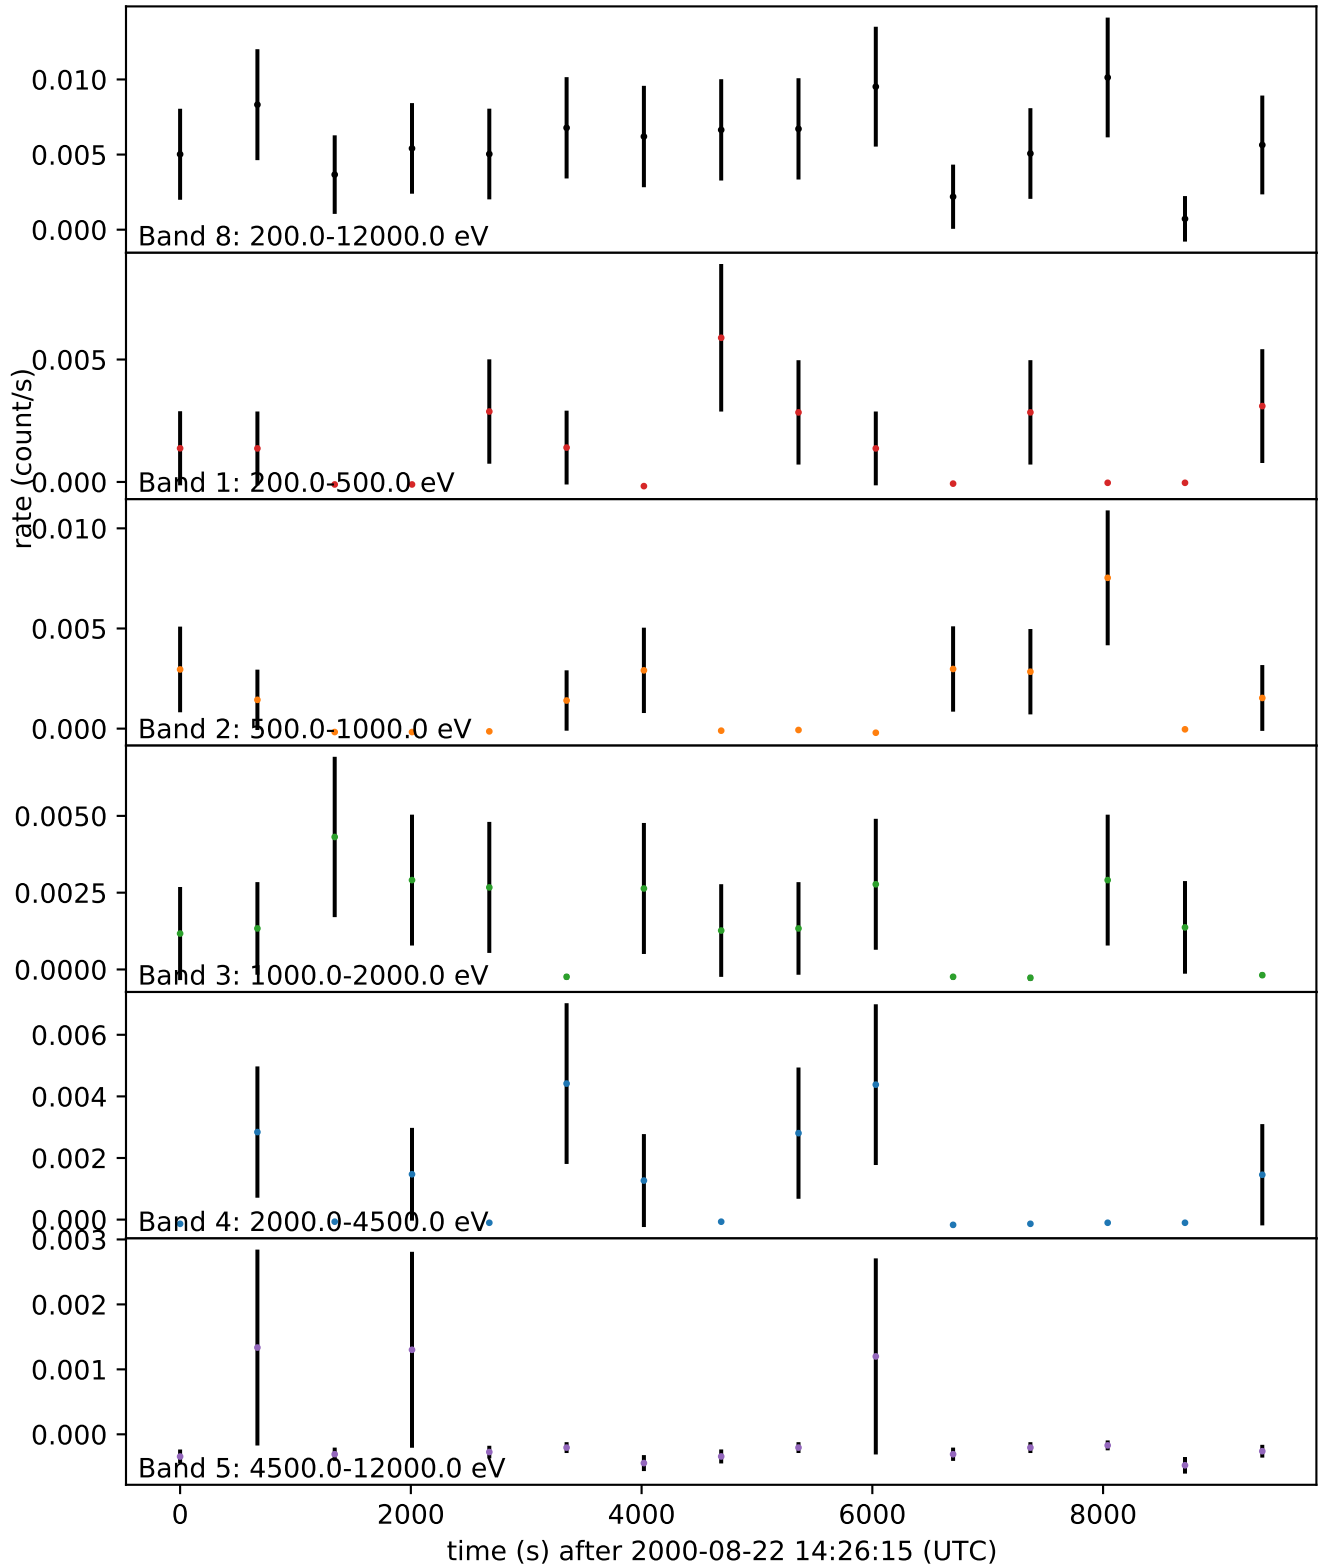 0.010
0.005
0.000
Band 8: 200.0-12000.0 eV
0.005
0.000
Band 1: 200.0-500.0 eV
rate (count/s)
0.010
0.005
0.000
Band 2: 500.0-1000.0 eV
0.0050
0.0025
0.0000
Band 3: 1000.0-2000.0 eV
0.006
0.004
0.002
0.000
Band 4: 2000.0-4500.0 eV
0.003
0.002
0.001
0.000
Band 5: 4500.0-12000.0 eV
0 2000 4000 6000 8000
time (s) after 2000-08-22 14:26:15 (UTC)